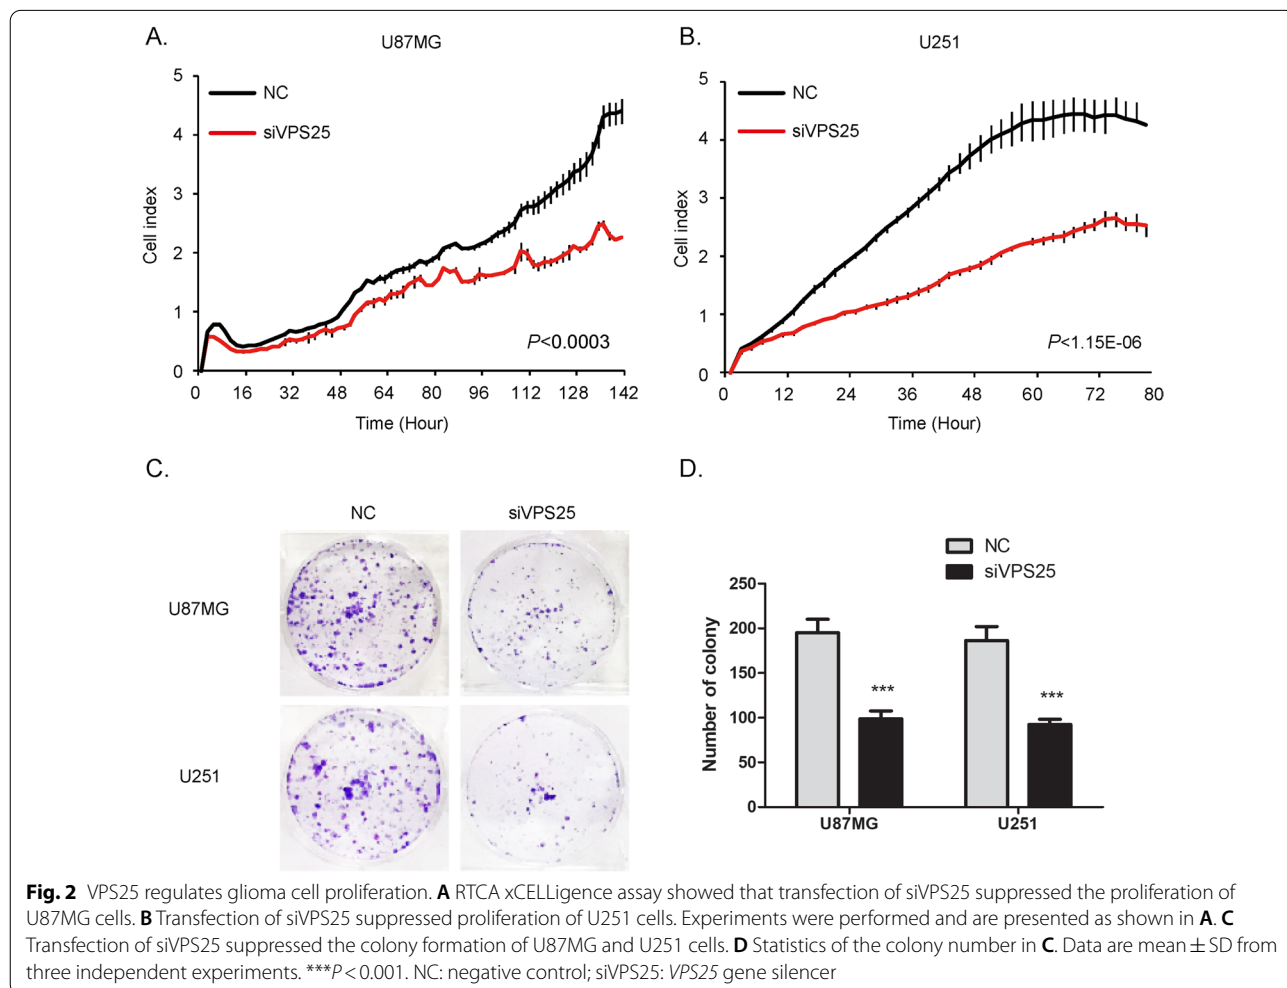 A.
U87MG
NC
siVPS25
5
4
3
2
1
0
Cell index
P<0.0003
0 16 32 48 64 80 96 112 128 142
Time (Hour)
B.
U251
NC
siVPS25
5
4
3
2
1
0
Cell index
P<1.15E-06
0 12 24 36 48 60 72 80
Time (Hour)
C.
NC siVPS25
U87MG
U251
D.
NC
siVPS25
250
200
150
100
50
0
Number of colony
***
***
U87MG U251
Fig. 2 VPS25 regulates glioma cell proliferation. A RTCA xCELLigence assay showed that transfection of siVPS25 suppressed the proliferation of
U87MG cells. B Transfection of siVPS25 suppressed proliferation of U251 cells. Experiments were performed and are presented as shown in A. C
Transfection of siVPS25 suppressed the colony formation of U87MG and U251 cells. D Statistics of the colony number in C. Data are mean ± SD from
three independent experiments. ***P < 0.001. NC: negative control; siVPS25: VPS25 gene silencer